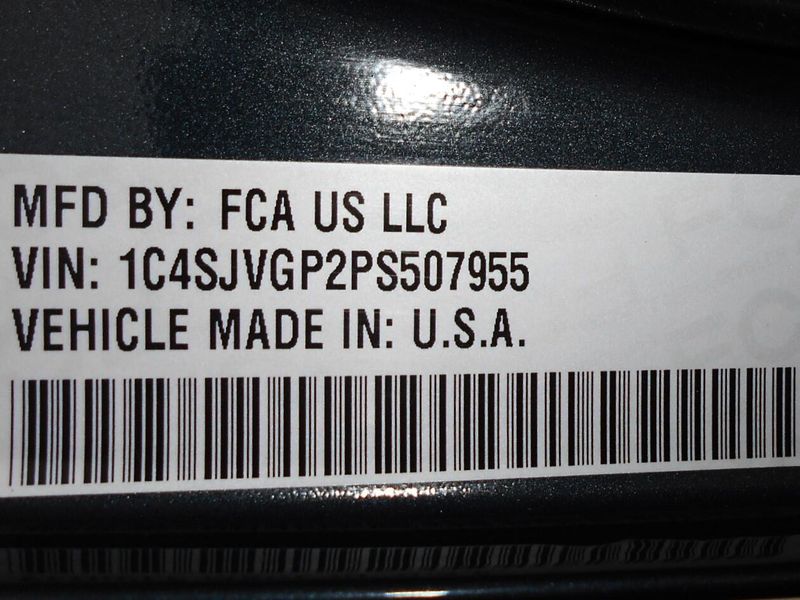 MFD BY: FCA US LLC
VIN: 1C4SJVGP2PS507955
VEHICLE MADE IN: U.S.A.